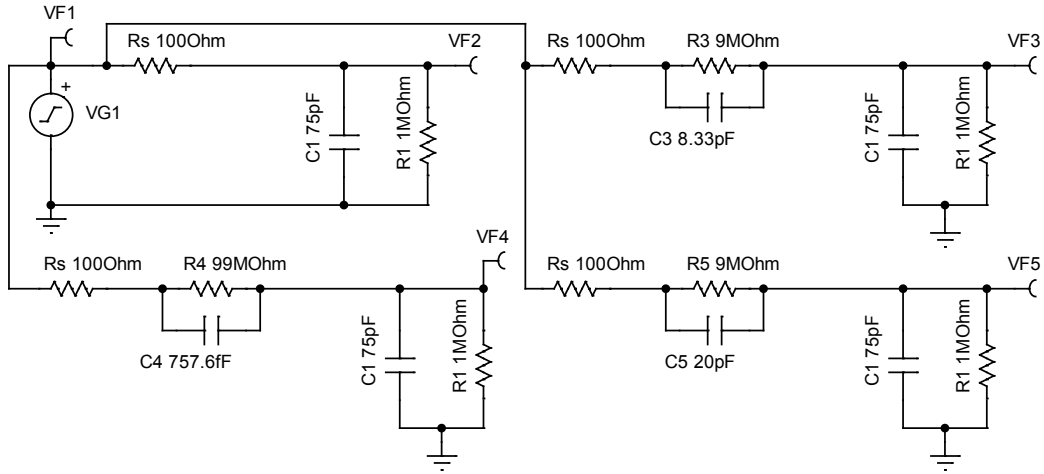 VF1
Rs 100Ohm
VF2
Rs 100Ohm
R3 9MOhm
VF3
+
VG1
C1 75pF
R1 1MOhm
C3 8.33pF
C1 75pF
R1 1MOhm
Rs 100Ohm
R4 99MOhm
VF4
Rs 100Ohm
R5 9MOhm
VF5
C4 757.6fF
C1 75pF
R1 1MOhm
C5 20pF
C1 75pF
R1 1MOhm